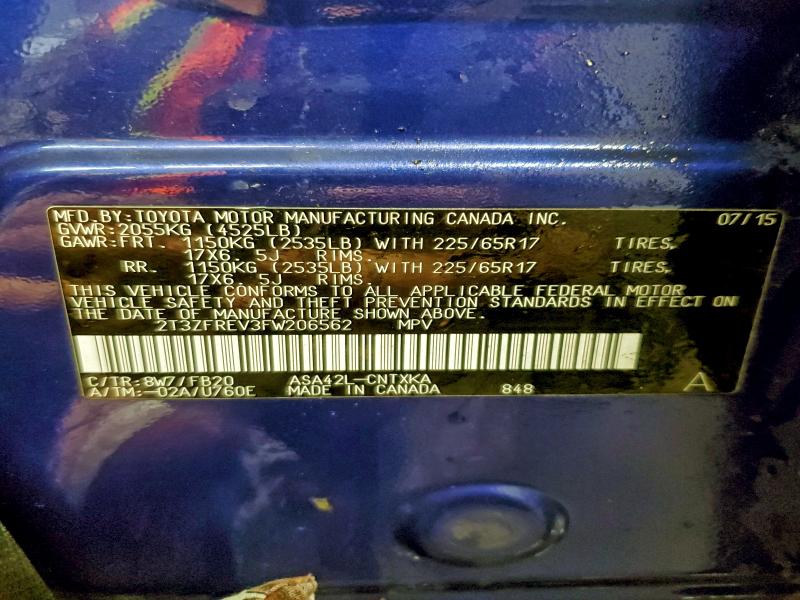 MFD.BY:TOYOTA MOTOR MANUFACTURING CANADA INC. 07/15
GVWR:2055KG (4525LB)
GAWR:FRT. 1150KG (2535LB) WITH 225/65R17 TIRES,
17X6. 5J RIMS.
RR. 1150KG (2535LB) WITH 225/65R17 TIRES,
17X6. 5J RIMS
THIS VEHICLE CONFORMS TO ALL APPLICABLE FEDERAL MOTOR
VEHICLE SAFETY AND THEFT PREVENTION STANDARDS IN EFFECT ON
THE DATE OF MANUFACTURE SHOWN ABOVE.
2T3ZFREV3FW206562 MPV
C/TR:8W7/FB20 ASA42L-CNTXKA
A/TM:-02A/U760E MADE IN CANADA 848 A